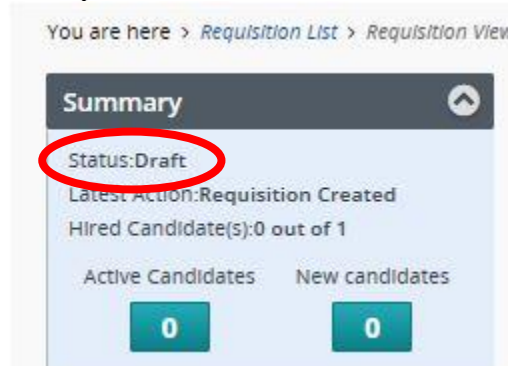 You are here > Requisition List > Requisition View
Summary
Status:Draft
Latest Action:Requisition Created
Hired Candidate(s):0 out of 1
Active Candidates New candidates
0 0